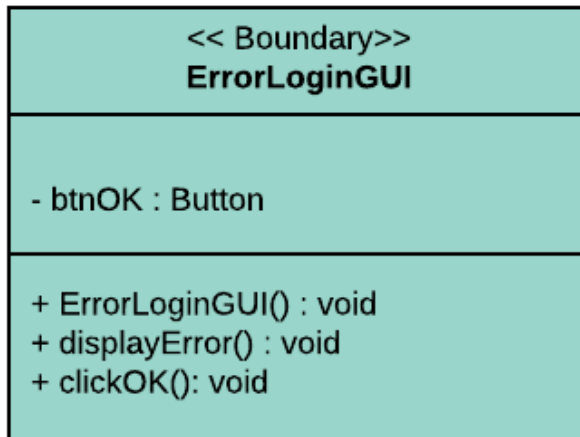 << Boundary>>
ErrorLoginGUI
- btnOK : Button
+ ErrorLoginGUI() : void
+ displayError() : void
+ clickOK(): void